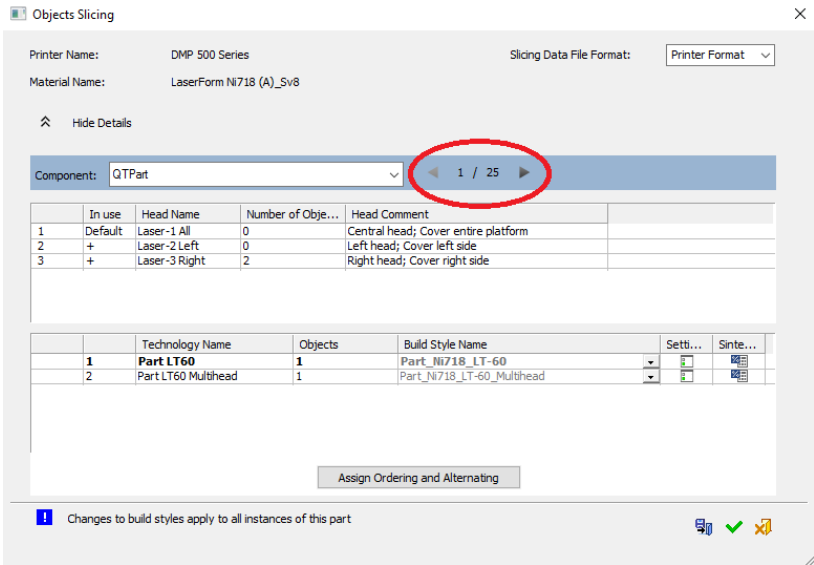 Objects Slicing
Printer Name: DMP 500 Series Slicing Data File Format: Printer Format
Material Name: LaserForm Ni718 (A)_Sv8
Hide Details
Component: QTPart 1 / 25
In use Head Name Number of Obje... Head Comment
1 Default Laser-1 All 0 Central head; Cover entire platform
2 + Laser-2 Left 0 Left head; Cover left side
3 + Laser-3 Right 2 Right head; Cover right side
Technology Name Objects Build Style Name Setti... Sinte...
1 Part LT60 1 Part_Ni718_LT-60
2 Part LT60 Multihead 1 Part_Ni718_LT-60_Multihead
Assign Ordering and Alternating
! Changes to build styles apply to all instances of this part